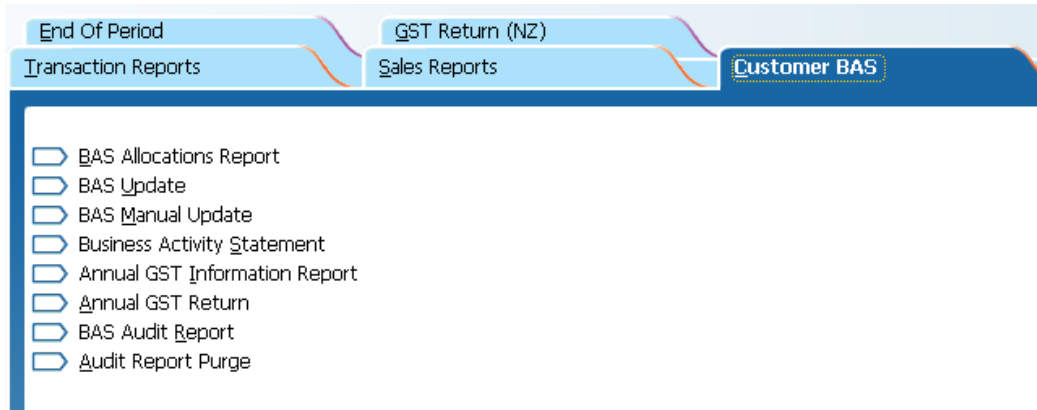 End Of Period GST Return (NZ)
Transaction Reports Sales Reports Customer BAS
BAS Allocations Report
BAS Update
BAS Manual Update
Business Activity Statement
Annual GST Information Report
Annual GST Return
BAS Audit Report
Audit Report Purge